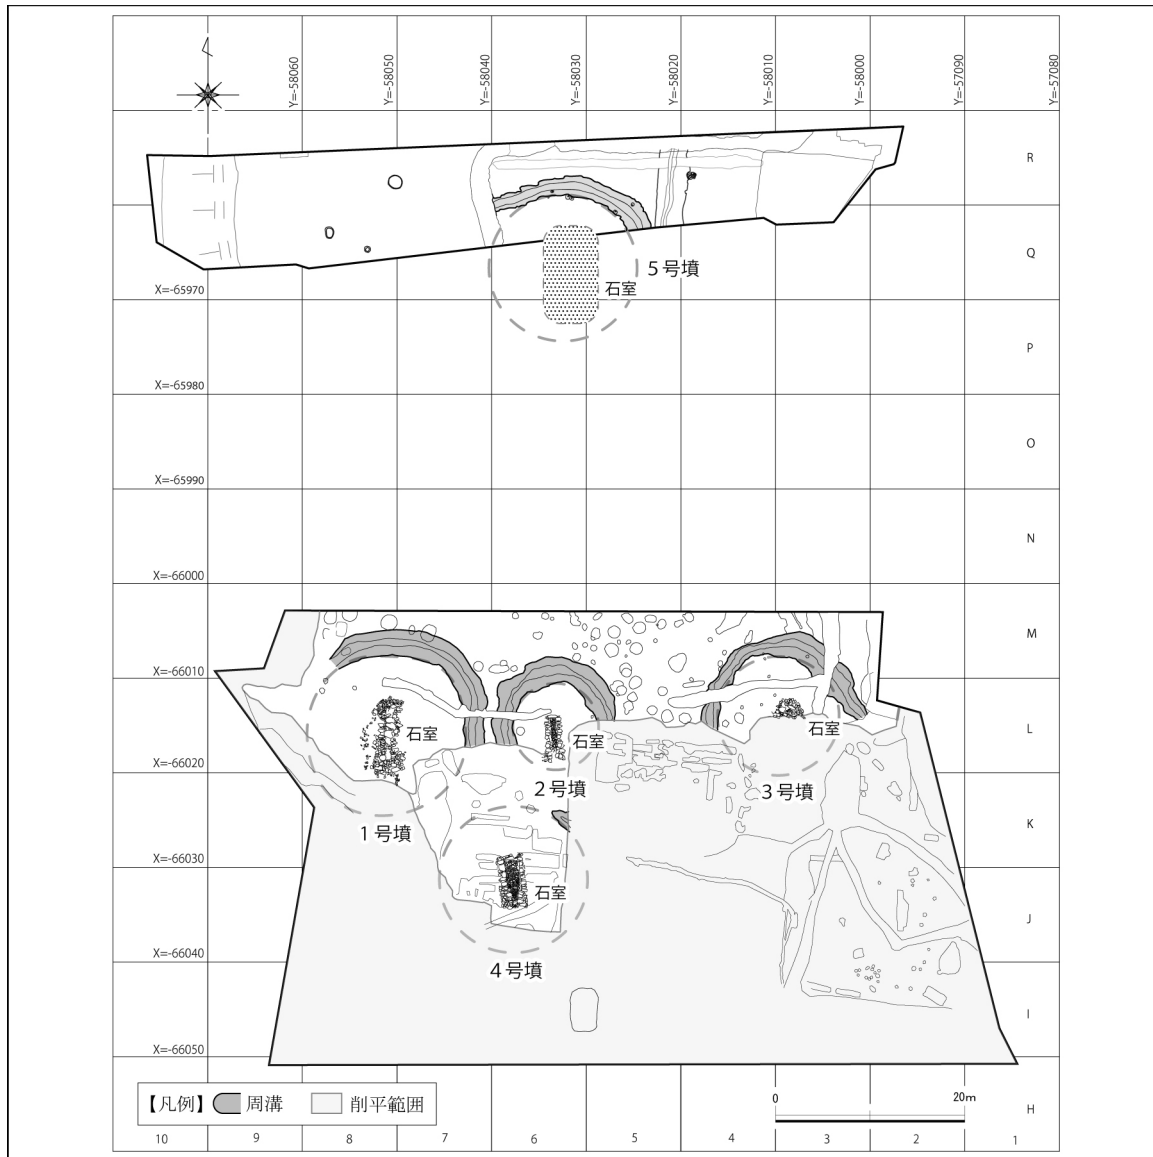 Y=-58060
Y=-58050
Y=-58040
Y=-58030
Y=-58020
Y=-58010
Y=-58000
Y=-57090
Y=-57080
R
Q
5号墳
石室
X=-65970
P
X=-65980
O
X=-65990
N
X=-66000
M
X=-66010
L
石室
石室
石室
X=-66020
2号墳
3号墳
1号墳
K
X=-66030
石室
J
X=-66040
4号墳
I
X=-66050
【凡例】 周溝 削平範囲
0 20m
H
10 9 8 7 6 5 4 3 2 1